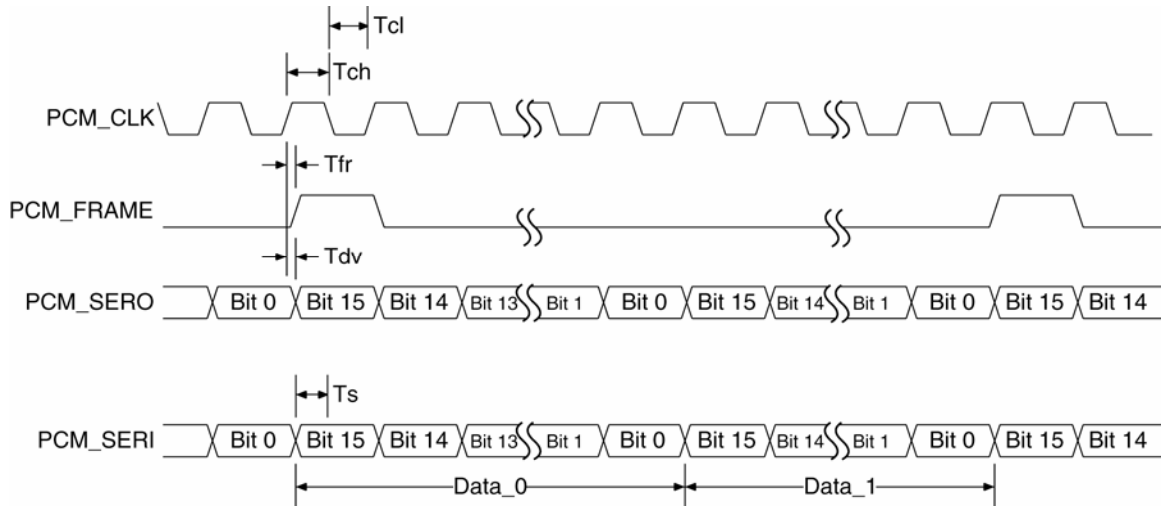 Tcl
Tch
PCM_CLK
Tfr
PCM_FRAME
Tdv
PCM_SERO Bit 0 Bit 15 Bit 14 Bit 13 Bit 1 Bit 0 Bit 15 Bit 14 Bit 1 Bit 0 Bit 15 Bit 14
Ts
PCM_SERI Bit 0 Bit 15 Bit 14 Bit 13 Bit 1 Bit 0 Bit 15 Bit 14 Bit 1 Bit 0 Bit 15 Bit 14
Data_0 Data_1